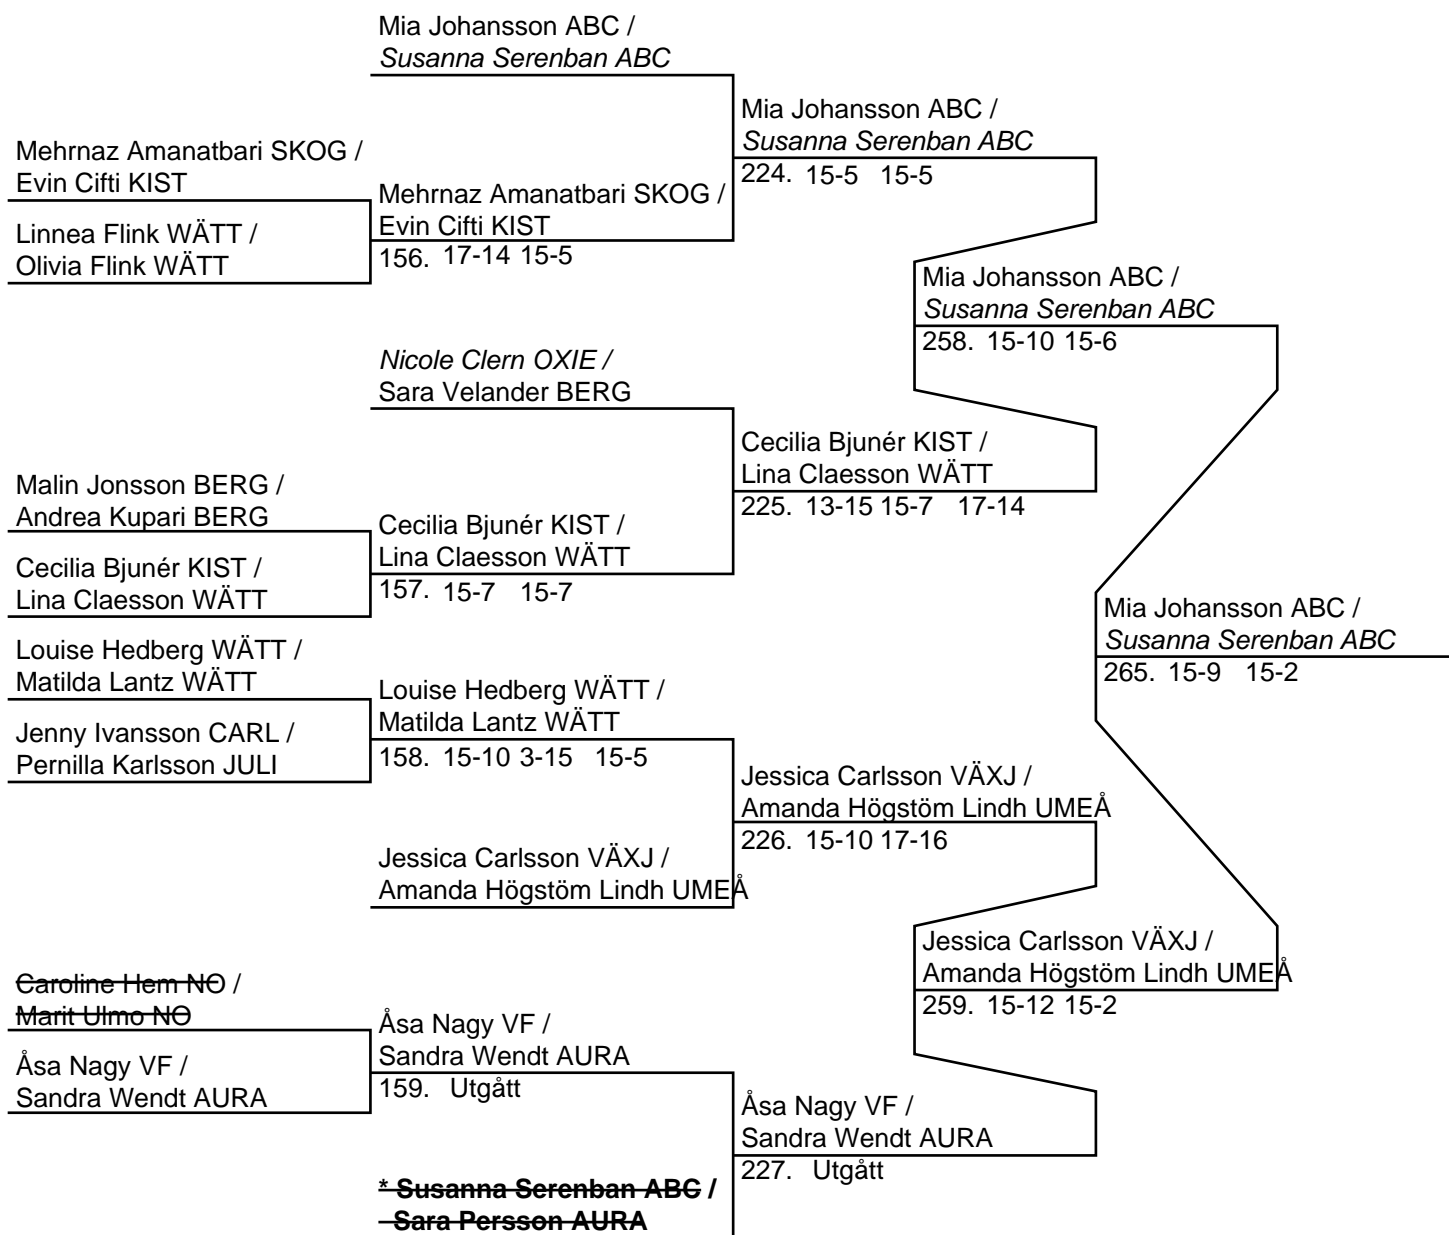 Mia Johansson ABC /
Susanna Serenban ABC
Mehrnaz Amanatbari SKOG /
Evin Cifti KIST
Linnea Flink WÄTT /
Olivia Flink WÄTT
Mehrnaz Amanatbari SKOG /
Evin Cifti KIST
156. 17-14 15-5
Mia Johansson ABC /
Susanna Serenban ABC
224. 15-5 15-5
Nicole Clern OXIE /
Sara Velander BERG
Malin Jonsson BERG /
Andrea Kupari BERG
Cecilia Bjunér KIST /
Lina Claesson WÄTT
Cecilia Bjunér KIST /
Lina Claesson WÄTT
157. 15-7 15-7
Cecilia Bjunér KIST /
Lina Claesson WÄTT
225. 13-15 15-7 17-14
Mia Johansson ABC /
Susanna Serenban ABC
258. 15-10 15-6
Louise Hedberg WÄTT /
Matilda Lantz WÄTT
Jenny Ivansson CARL /
Pernilla Karlsson JULI
Louise Hedberg WÄTT /
Matilda Lantz WÄTT
158. 15-10 3-15 15-5
Jessica Carlsson VÄXJ /
Amanda Högstöm Lindh UMEÅ
Jessica Carlsson VÄXJ /
Amanda Högstöm Lindh UMEÅ
226. 15-10 17-16
Caroline Hem NO /
Marit Ulmo NO
Åsa Nagy VF /
Sandra Wendt AURA
Åsa Nagy VF /
Sandra Wendt AURA
159. Utgått
* Susanna Serenban ABC /
Sara Persson AURA
Åsa Nagy VF /
Sandra Wendt AURA
227. Utgått
Jessica Carlsson VÄXJ /
Amanda Högstöm Lindh UMEÅ
259. 15-12 15-2
Mia Johansson ABC /
Susanna Serenban ABC
265. 15-9 15-2